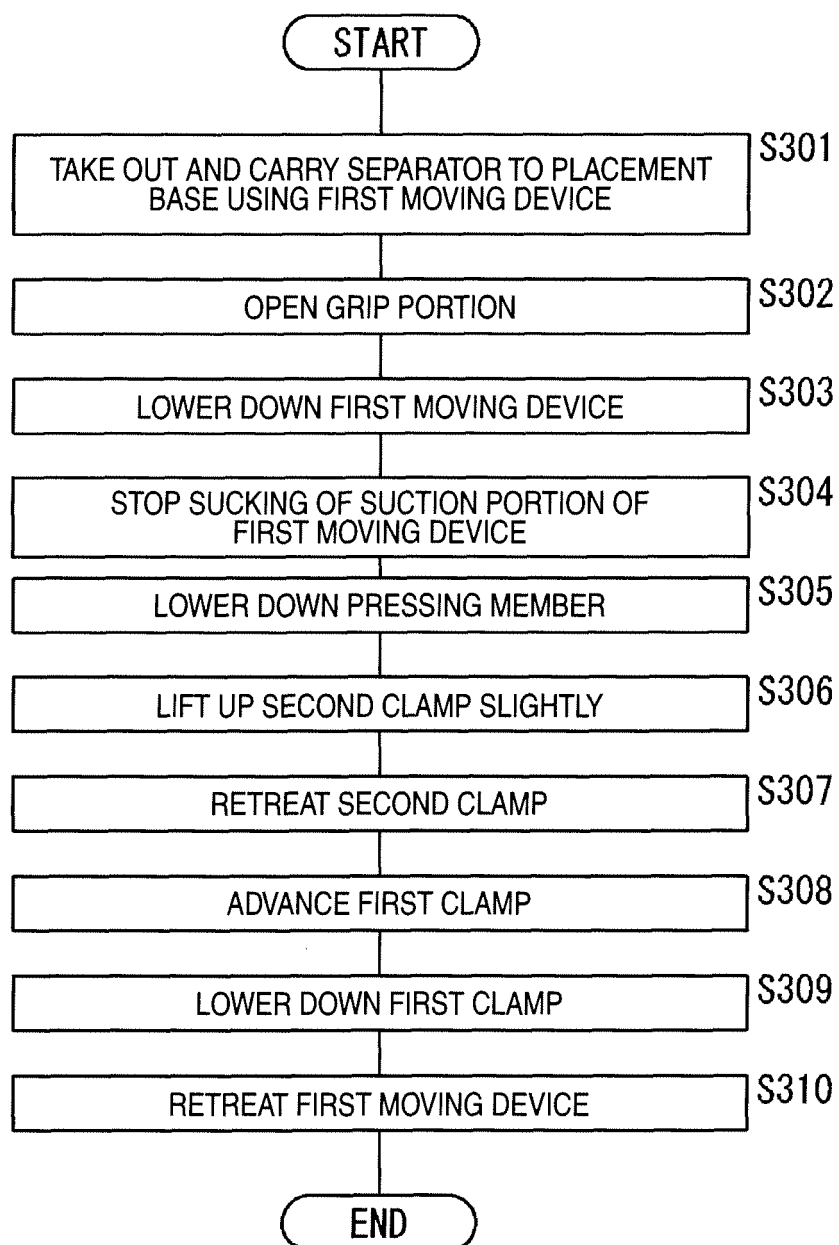 START
S301
TAKE OUT AND CARRY SEPARATOR TO PLACEMENT
BASE USING FIRST MOVING DEVICE
S302
OPEN GRIP PORTION
S303
LOWER DOWN FIRST MOVING DEVICE
S304
STOP SUCKING OF SUCTION PORTION OF
FIRST MOVING DEVICE
S305
LOWER DOWN PRESSING MEMBER
S306
LIFT UP SECOND CLAMP SLIGHTLY
S307
RETREAT SECOND CLAMP
S308
ADVANCE FIRST CLAMP
S309
LOWER DOWN FIRST CLAMP
S310
RETREAT FIRST MOVING DEVICE
END